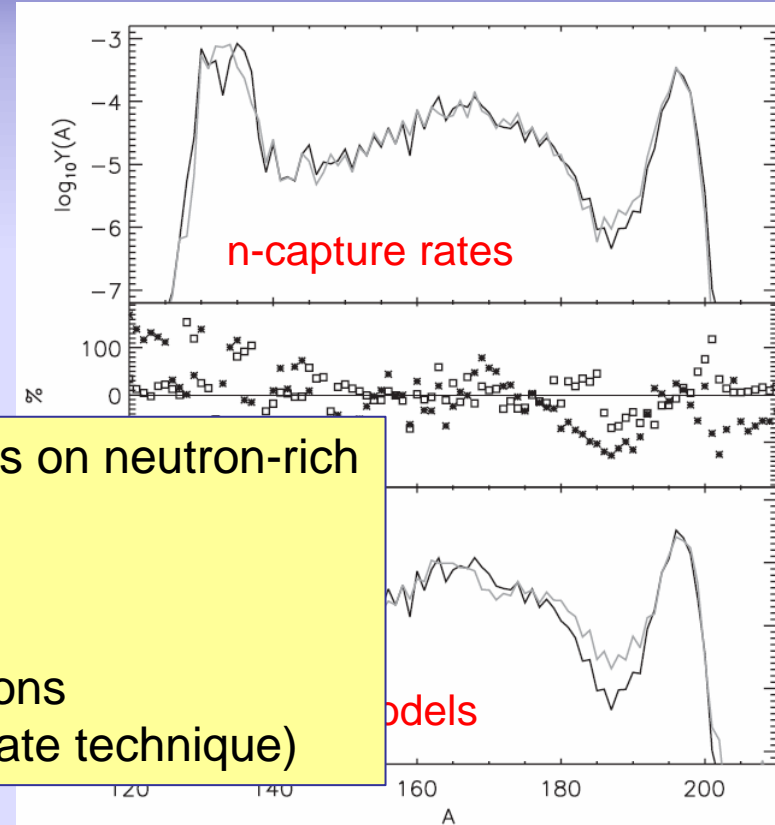 −3
−4
−5
−6
−7
log₁₀Y(A)
n-capture rates
100
0
%
s on neutron-rich
ons
ate technique)
odels
120 140 160 180 200
A